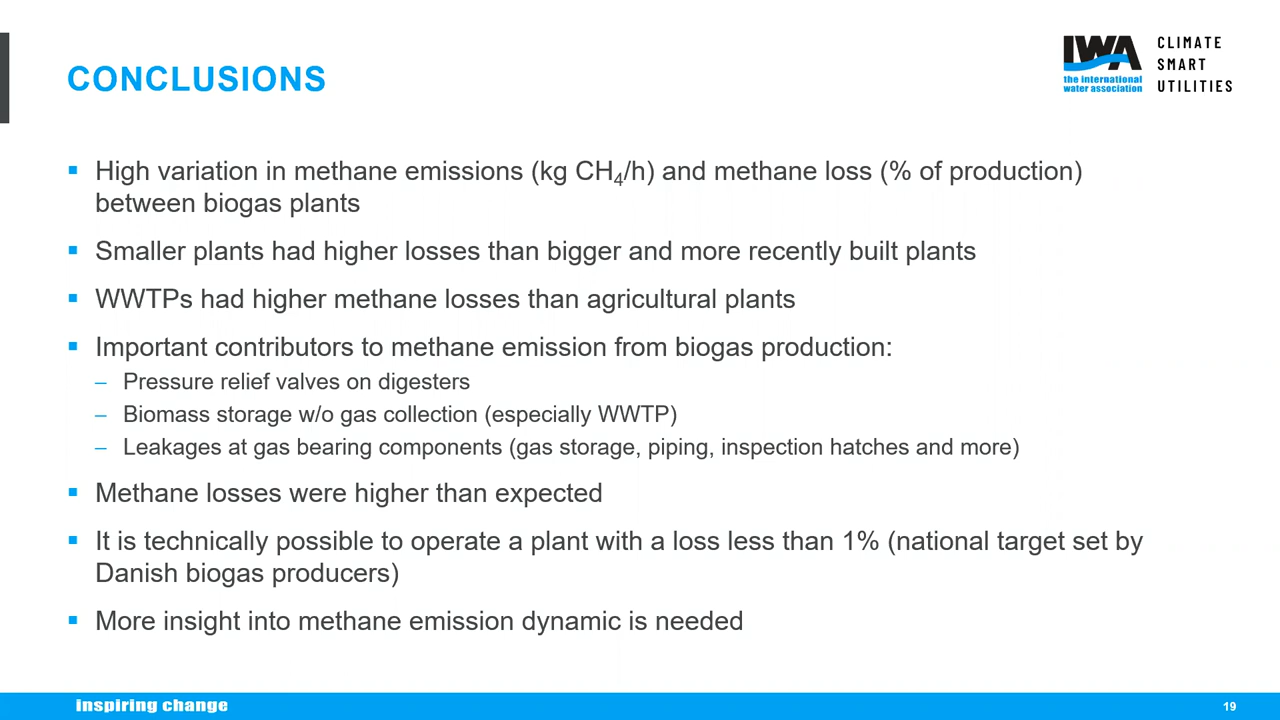 CONCLUSIONS
IWA
the international
water association
CLIMATE
SMART
UTILITIES
▪ High variation in methane emissions (kg CH₄/h) and methane loss (% of production)
between biogas plants
▪ Smaller plants had higher losses than bigger and more recently built plants
▪ WWTPs had higher methane losses than agricultural plants
▪ Important contributors to methane emission from biogas production:
– Pressure relief valves on digesters
– Biomass storage w/o gas collection (especially WWTP)
– Leakages at gas bearing components (gas storage, piping, inspection hatches and more)
▪ Methane losses were higher than expected
▪ It is technically possible to operate a plant with a loss less than 1% (national target set by
Danish biogas producers)
▪ More insight into methane emission dynamic is needed
inspiring change
19